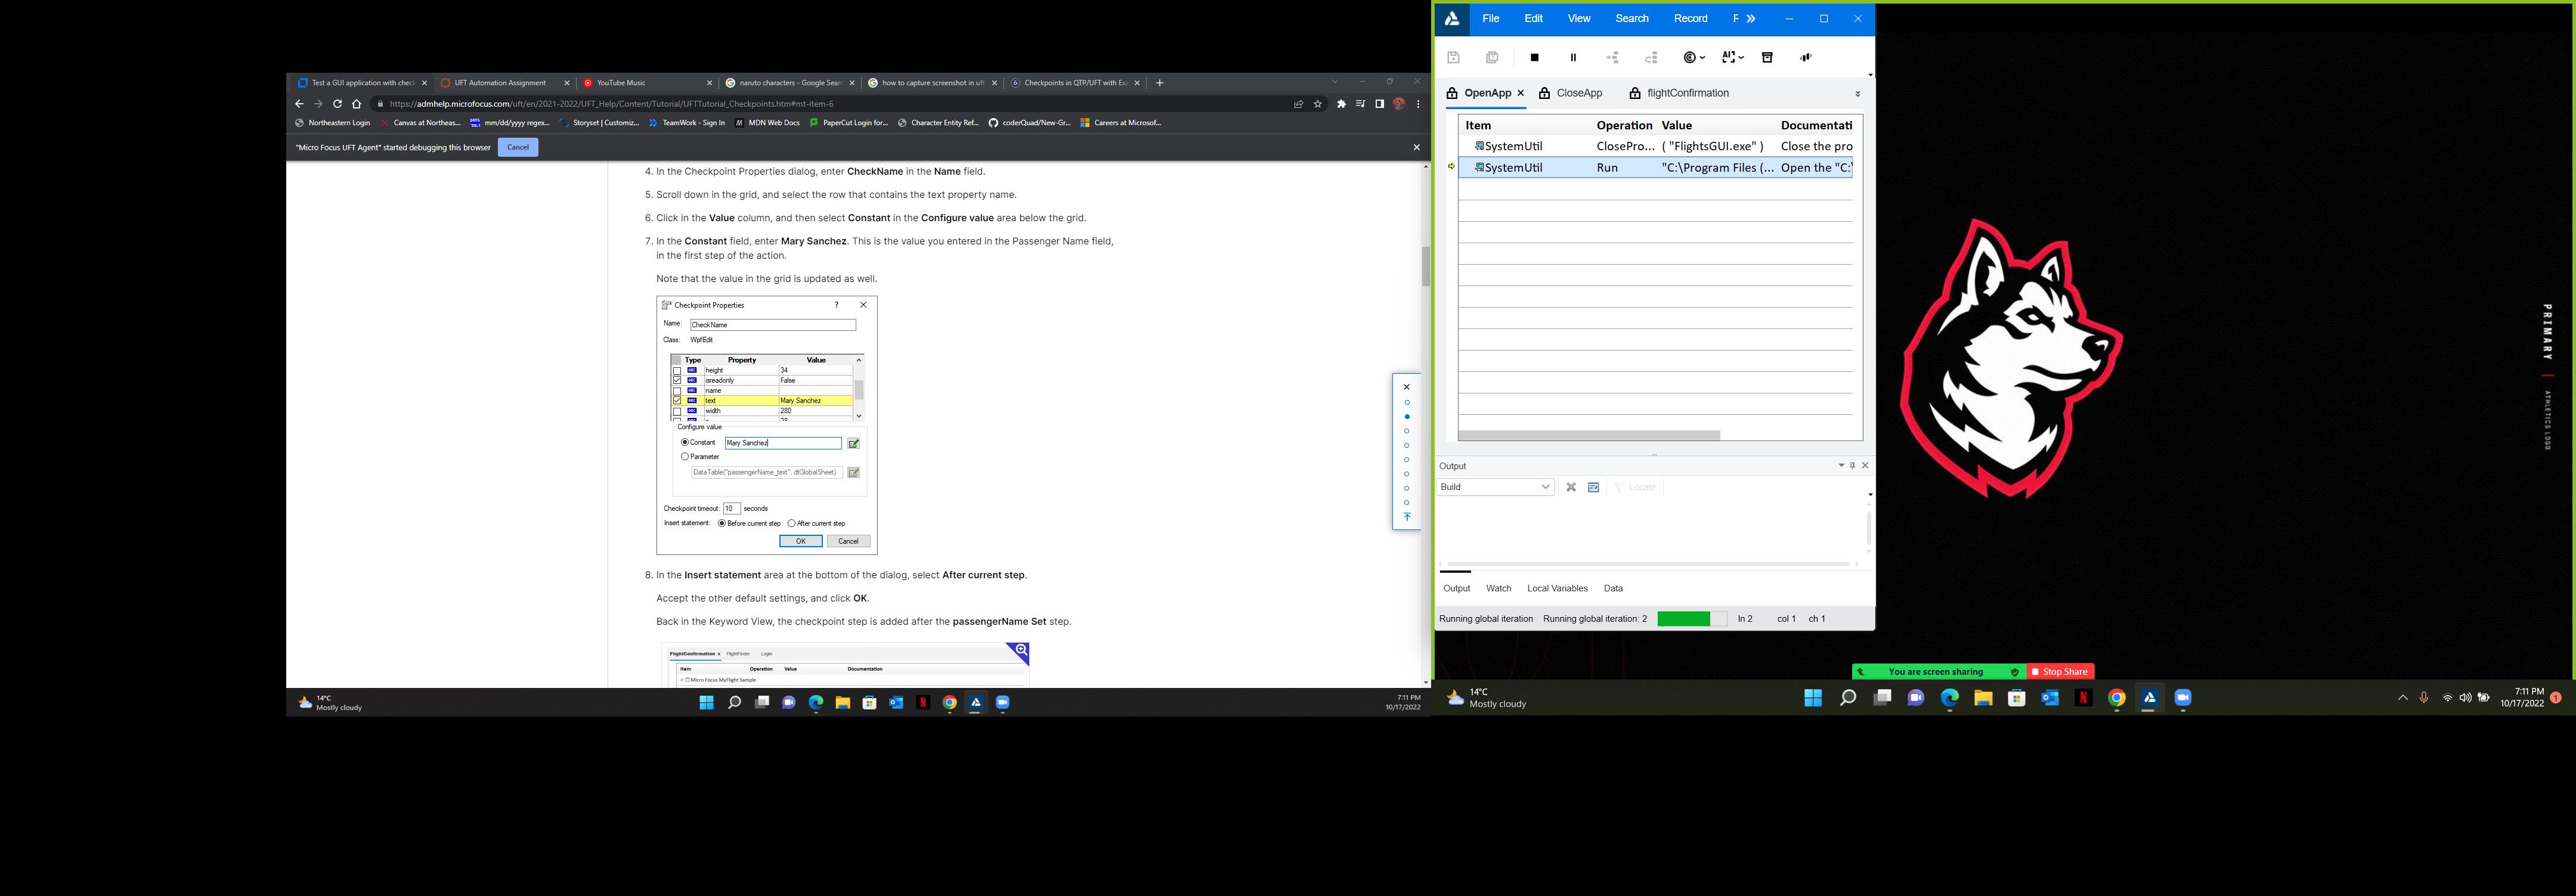 Test a GUI application with check
UFT Automation Assignment
YouTube Music
naruto characters - Google Sear
how to capture screenshot in uft
Checkpoints in QTP/UFT with Exa
https://admhelp.microfocus.com/uft/en/2021-2022/UFT_Help/Content/Tutorial/UFTTutorial_Checkpoints.htm#mt-item-6
Northeastern Login
Canvas at Northeas...
mm/dd/yyyy regex...
Storyset | Customiz...
TeamWork - Sign In
MDN Web Docs
PaperCut Login for...
Character Entity Ref...
coderQuad/New-Gr...
Careers at Microsof...
"Micro Focus UFT Agent" started debugging this browser
Cancel
4. In the Checkpoint Properties dialog, enter CheckName in the Name field.
5. Scroll down in the grid, and select the row that contains the text property name.
6. Click in the Value column, and then select Constant in the Configure value area below the grid.
7. In the Constant field, enter Mary Sanchez. This is the value you entered in the Passenger Name field,
in the first step of the action.
Note that the value in the grid is updated as well.
Checkpoint Properties ?
Name: CheckName
Class: WpfEdit
Type Property Value
height 34
isreadonly False
name
text Mary Sanchez
width 280
Configure value
Constant Mary Sanchez
Parameter
DataTable("passengerName_text", dtGlobalSheet)
Checkpoint timeout: 10 seconds
Insert statement: Before current step After current step
OK Cancel
8. In the Insert statement area at the bottom of the dialog, select After current step.
Accept the other default settings, and click OK.
Back in the Keyword View, the checkpoint step is added after the passengerName Set step.
FlightConfirmation FlightFinder Login
Item Operation Value Documentation
Micro Focus MyFlight Sample
14°C
Mostly cloudy
7:11 PM
10/17/2022
File Edit View Search Record F
OpenApp CloseApp flightConfirmation
Item Operation Value Documentati
SystemUtil ClosePro... ( "FlightsGUI.exe" ) Close the pro
SystemUtil Run "C:\Program Files (... Open the "C:\
Output
Build
Locate
Output Watch Local Variables Data
Running global iteration Running global iteration: 2 ln 2 col 1 ch 1
PRIMARY
ATHLETICS LOGO
You are screen sharing
Stop Share
14°C
Mostly cloudy
7:11 PM
10/17/2022
1